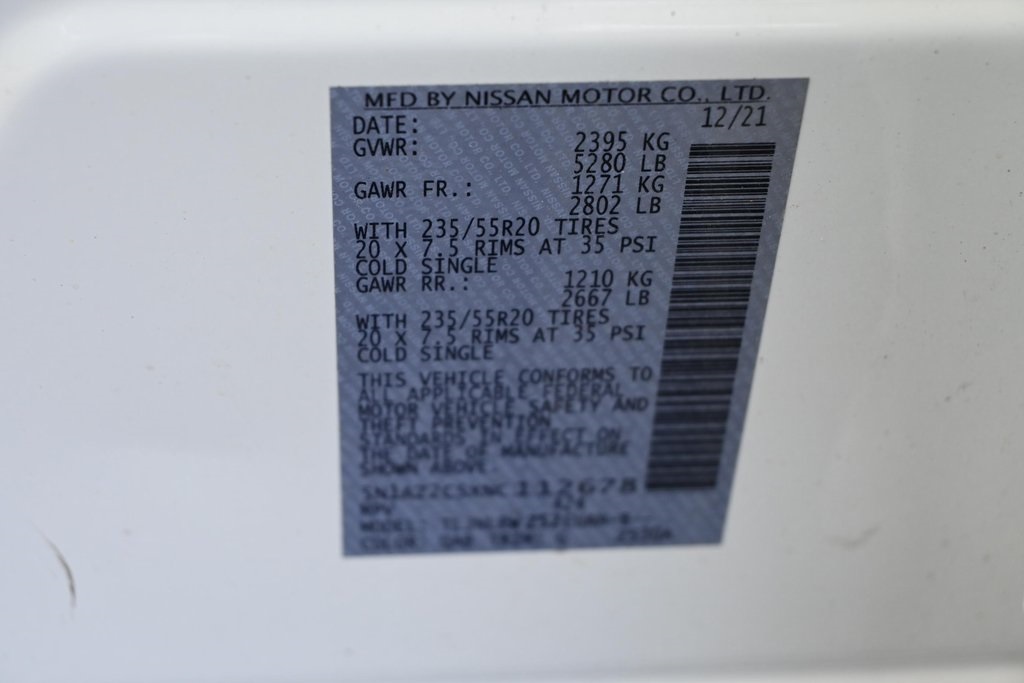 MFD BY NISSAN MOTOR CO., LTD.
DATE: 12/21
GVWR: 2395 KG
5280 LB
GAWR FR.: 1271 KG
2802 LB
WITH 235/55R20 TIRES
20 X 7.5 RIMS AT 35 PSI
COLD SINGLE
GAWR RR.: 1210 KG
2667 LB
WITH 235/55R20 TIRES
20 X 7.5 RIMS AT 35 PSI
COLD SINGLE
THIS VEHICLE CONFORMS TO
ALL APPLICABLE FEDERAL
MOTOR VEHICLE SAFETY AND
THEFT PREVENTION
STANDARDS IN EFFECT ON
THE DATE OF MANUFACTURE
SHOWN ABOVE.
112678
MPV
MODEL:
COLOR: TRIM: